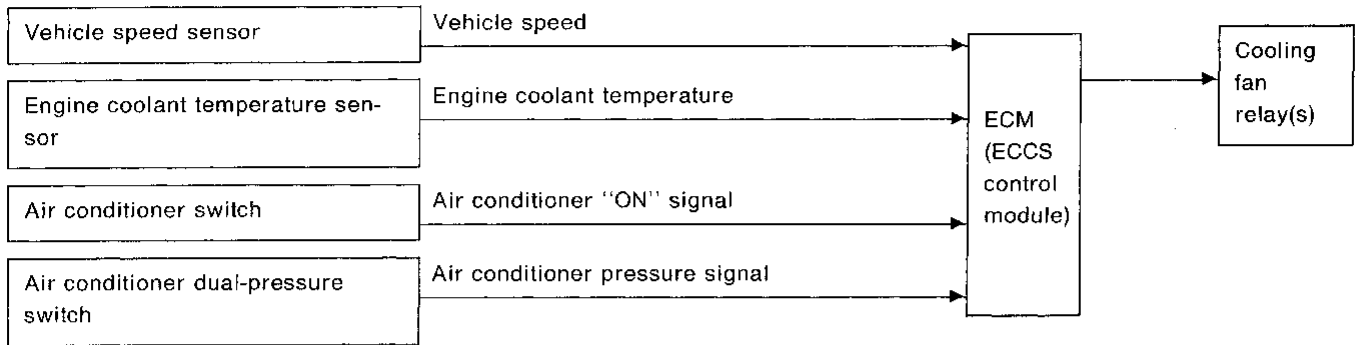 Vehicle speed sensor
Vehicle speed
Engine coolant temperature sen-
sor
Engine coolant temperature
Air conditioner switch
Air conditioner "ON" signal
Air conditioner dual-pressure
switch
Air conditioner pressure signal
ECM
(ECCS
control
module)
Cooling
fan
relay(s)